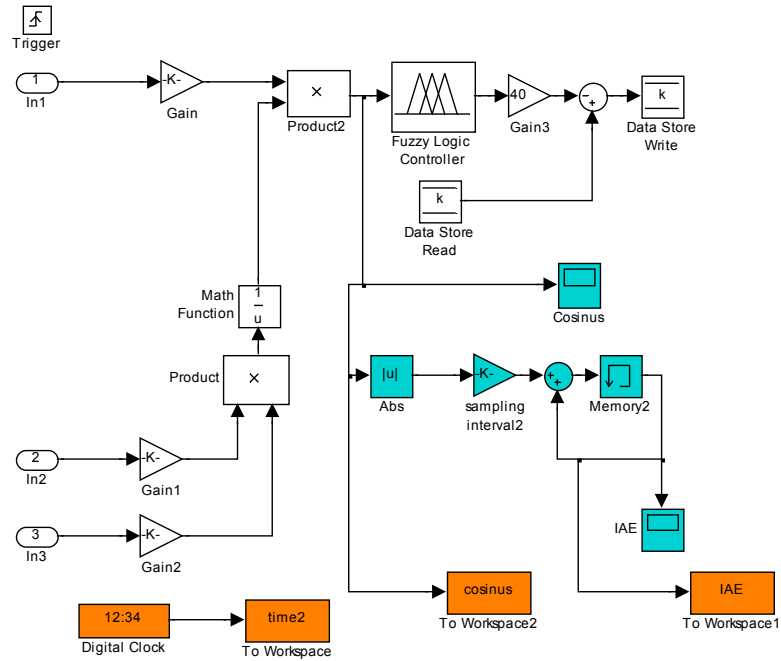 Trigger
1
In1
-K-
Gain
×
Product2
Fuzzy Logic
Controller
40
Gain3
−
+
k
Data Store
Write
k
Data Store
Read
Math
Function
1
u
Cosinus
Product
×
|u|
Abs
-K-
sampling
interval2
+
+
Memory2
2
In2
-K-
Gain1
3
In3
-K-
Gain2
IAE
12:34
Digital Clock
time2
To Workspace
cosinus
To Workspace2
IAE
To Workspace1